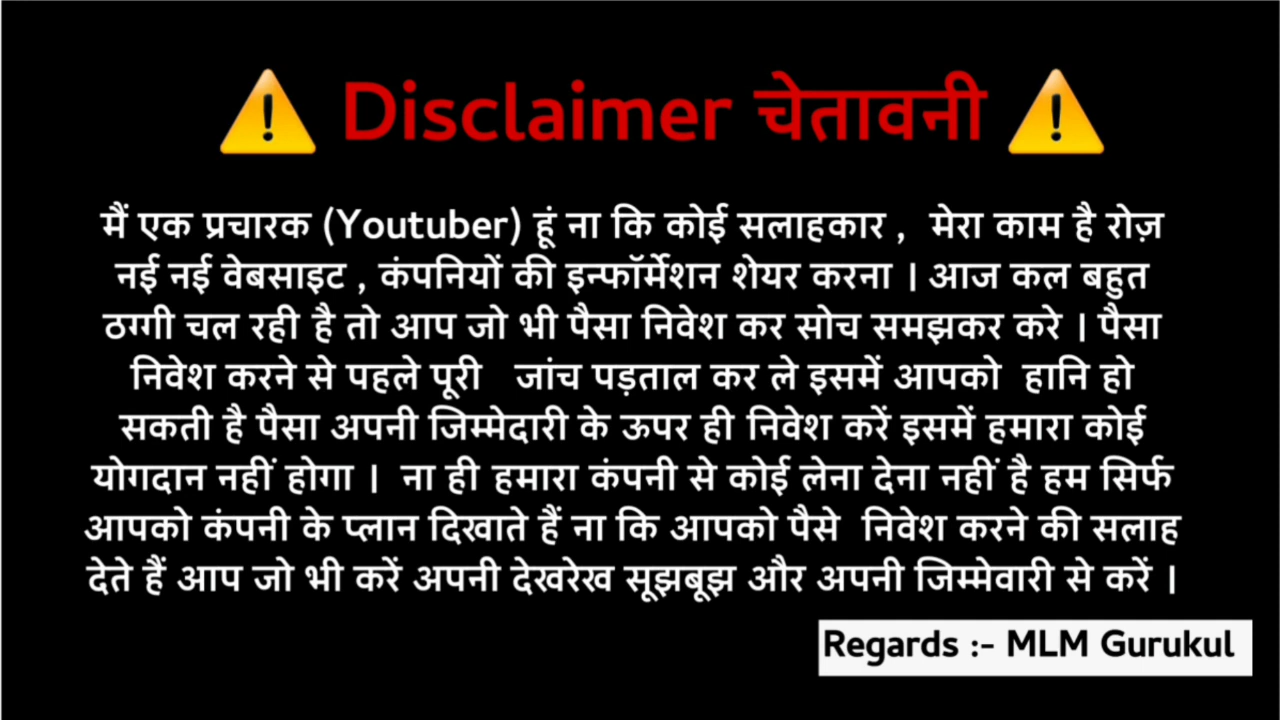 ⚠️ Disclaimer चेतावनी ⚠️
मैं एक प्रचारक (Youtuber) हूं ना कि कोई सलाहकार , मेरा काम है रोज़
नई नई वेबसाइट , कंपनियों की इन्फॉर्मेशन शेयर करना । आज कल बहुत
ठग्गी चल रही है तो आप जो भी पैसा निवेश कर सोच समझकर करे । पैसा
निवेश करने से पहले पूरी जांच पड़ताल कर ले इसमें आपको हानि हो
सकती है पैसा अपनी जिम्मेदारी के ऊपर ही निवेश करें इसमें हमारा कोई
योगदान नहीं होगा । ना ही हमारा कंपनी से कोई लेना देना नहीं है हम सिर्फ
आपको कंपनी के प्लान दिखाते हैं ना कि आपको पैसे निवेश करने की सलाह
देते हैं आप जो भी करें अपनी देखरेख सूझबूझ और अपनी जिम्मेवारी से करें ।
Regards :- MLM Gurukul